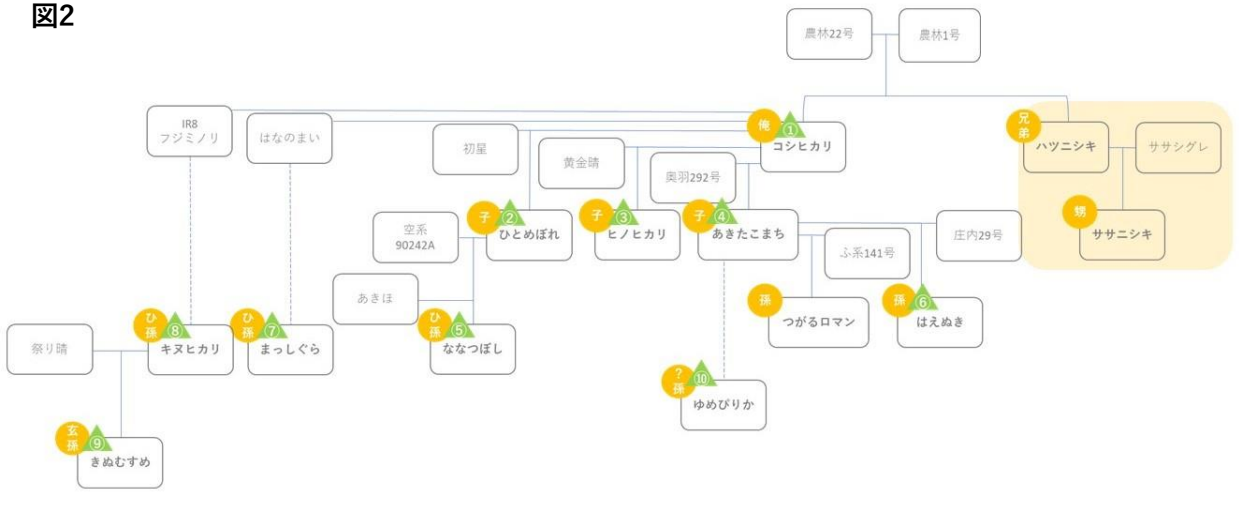 図2
農林22号
農林1号
IR8
フジミノリ
はなのまい
初星
黄金晴
奥羽292号
俺
①
コシヒカリ
兄
弟
ハツニシキ
ササシグレ
空系
90242A
子
②
ひとめぼれ
子
③
ヒノヒカリ
子
④
あきたこまち
ふ系141号
庄内29号
甥
ササニシキ
あきほ
祭り晴
ひ
孫
⑧
キヌヒカリ
ひ
孫
⑦
まっしぐら
ひ
孫
⑤
ななつぼし
孫
つがるロマン
孫
⑥
はえぬき
？
孫
⑩
ゆめぴりか
玄
孫
⑨
きぬむすめ